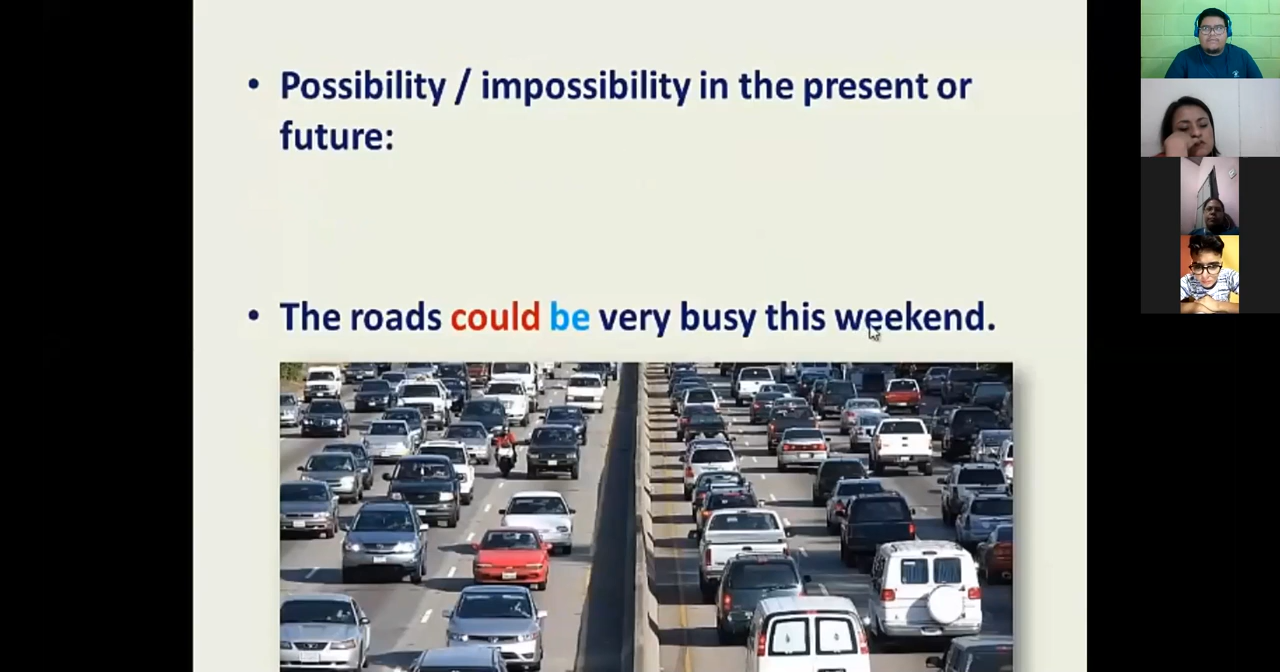 • Possibility / impossibility in the present or
future:
• The roads could be very busy this weekend.